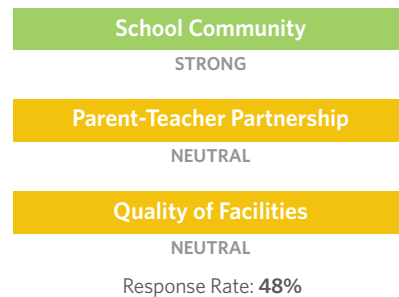 School Community
STRONG
Parent-Teacher Partnership
NEUTRAL
Quality of Facilities
NEUTRAL
Response Rate: 48%